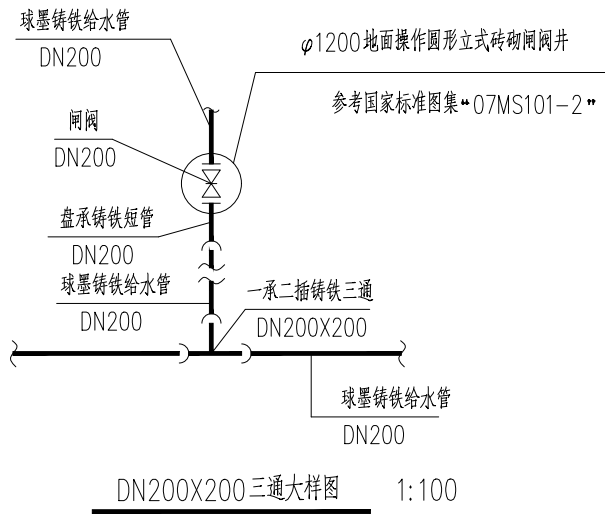 球墨铸铁给水管
DN200
φ1200地面操作圆形立式砖砌闸阀井
参考国家标准图集“07MS101-2”
闸阀
DN200
盘承铸铁短管
DN200
球墨铸铁给水管
DN200
一承二插铸铁三通
DN200X200
球墨铸铁给水管
DN200
DN200X200三通大样图 1:100